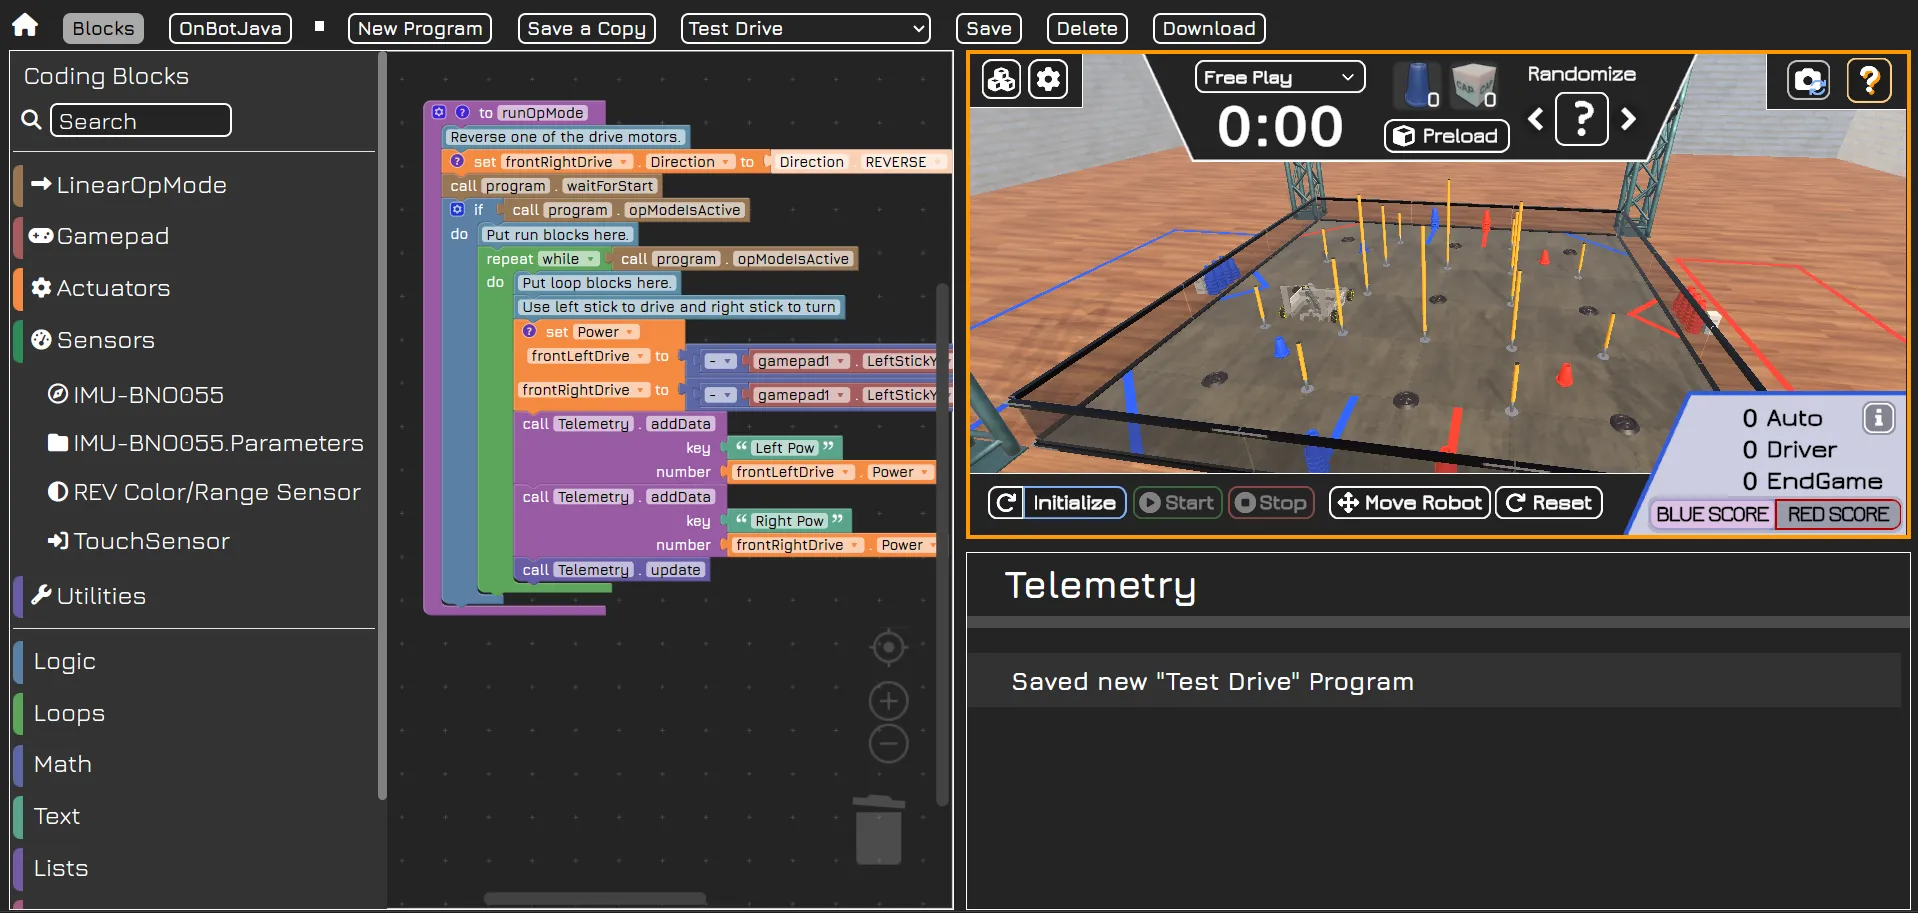 Blocks OnBotJava New Program Save a Copy Test Drive Save Delete Download
Coding Blocks
Search
LinearOpMode
Gamepad
Actuators
Sensors
IMU-BNO055
IMU-BNO055.Parameters
REV Color/Range Sensor
TouchSensor
Utilities
Logic
Loops
Math
Text
Lists
? to runOpMode
Reverse one of the drive motors.
? set frontRightDrive . Direction to Direction REVERSE
call program . waitForStart
if call program . opModeIsActive
do Put run blocks here.
repeat while call program . opModeIsActive
do Put loop blocks here.
Use left stick to drive and right stick to turn
? set Power
frontLeftDrive to - gamepad1 . LeftStickY
frontRightDrive to - gamepad1 . LeftStickY
call Telemetry . addData
key “ Left Pow ”
number frontLeftDrive . Power
call Telemetry . addData
key “ Right Pow ”
number frontRightDrive . Power
call Telemetry . update
Free Play
0:00
0 0
CAP
Preload
Randomize
< ? >
?
0 Auto
0 Driver
0 EndGame
BLUE SCORE RED SCORE
Initialize Start Stop Move Robot Reset
Telemetry
Saved new "Test Drive" Program